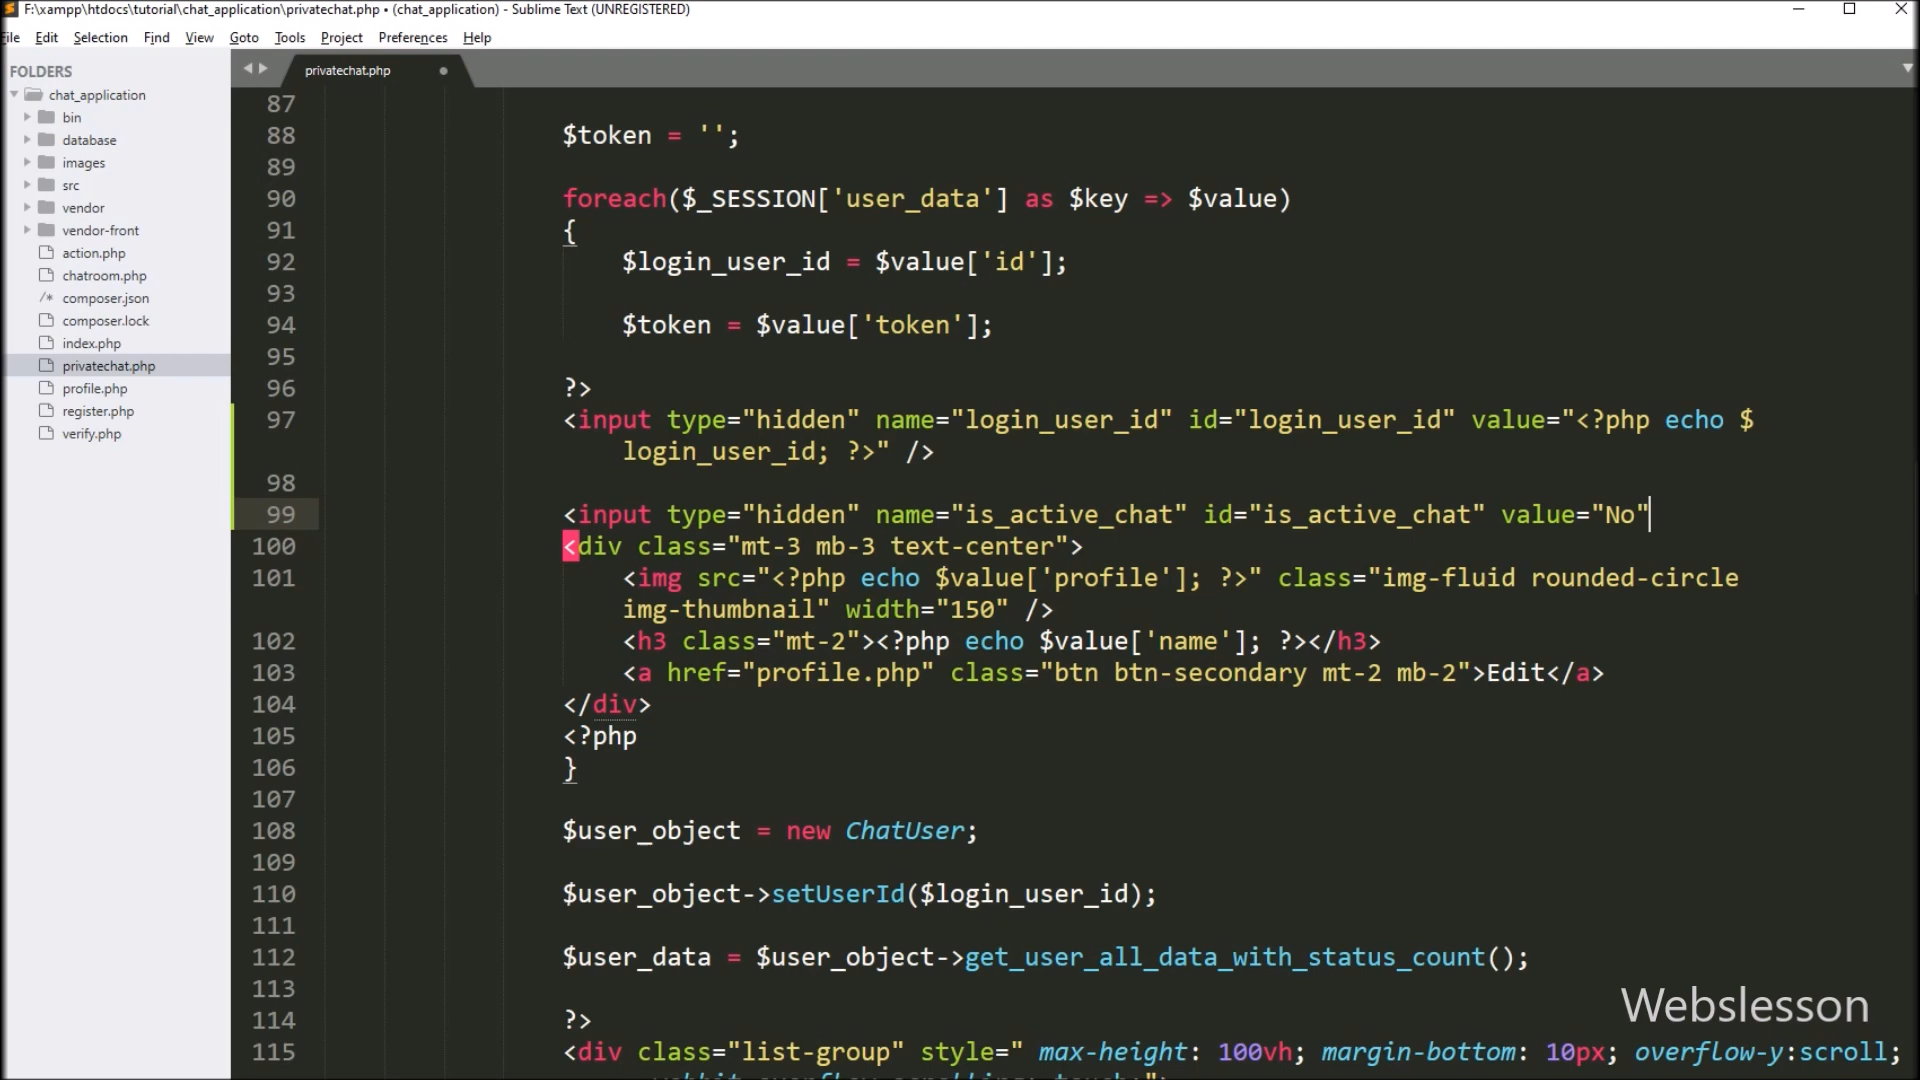 F:\xampp\htdocs\tutorial\chat_application\privatechat.php • (chat_application) - Sublime Text (UNREGISTERED)
File Edit Selection Find View Goto Tools Project Preferences Help
FOLDERS
chat_application
bin
database
images
src
vendor
vendor-front
action.php
chatroom.php
/* composer.json
composer.lock
index.php
privatechat.php
profile.php
register.php
verify.php
privatechat.php
87
88 $token = '';
89
90 foreach($_SESSION['user_data'] as $key => $value)
91 {
92 $login_user_id = $value['id'];
93
94 $token = $value['token'];
95
96 ?>
97 <input type="hidden" name="login_user_id" id="login_user_id" value="<?php echo $
login_user_id; ?>" />
98
99 <input type="hidden" name="is_active_chat" id="is_active_chat" value="No"
100 <div class="mt-3 mb-3 text-center">
101 <img src="<?php echo $value['profile']; ?>" class="img-fluid rounded-circle
img-thumbnail" width="150" />
102 <h3 class="mt-2"><?php echo $value['name']; ?></h3>
103 <a href="profile.php" class="btn btn-secondary mt-2 mb-2">Edit</a>
104 </div>
105 <?php
106 }
107
108 $user_object = new ChatUser;
109
110 $user_object->setUserId($login_user_id);
111
112 $user_data = $user_object->get_user_all_data_with_status_count();
113
114 ?>
115 <div class="list-group" style=" max-height: 100vh; margin-bottom: 10px; overflow-y:scroll;
Webslesson